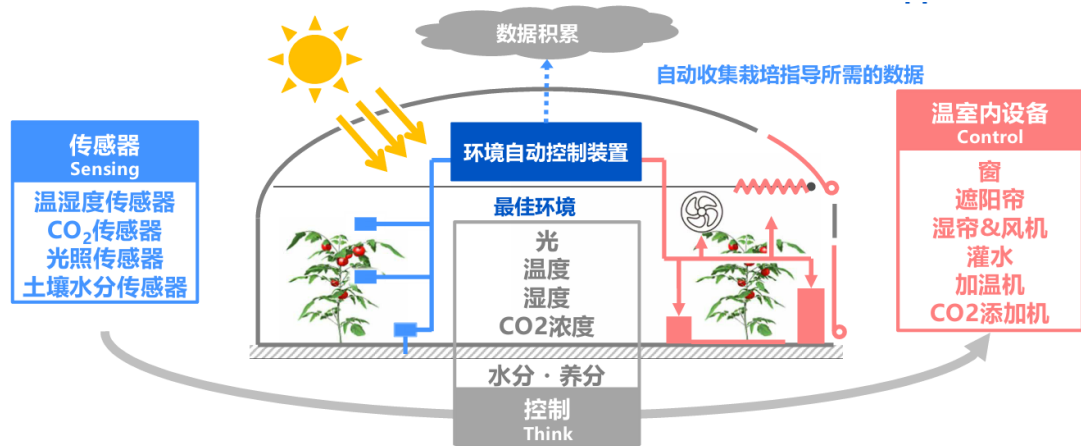 数据积累
自动收集栽培指导所需的数据
传感器
Sensing
温湿度传感器
CO₂传感器
光照传感器
土壤水分传感器
环境自动控制装置
最佳环境
光
温度
湿度
CO2浓度
水分·养分
控制
Think
温室内设备
Control
窗
遮阳帘
湿帘&风机
灌水
加温机
CO2添加机